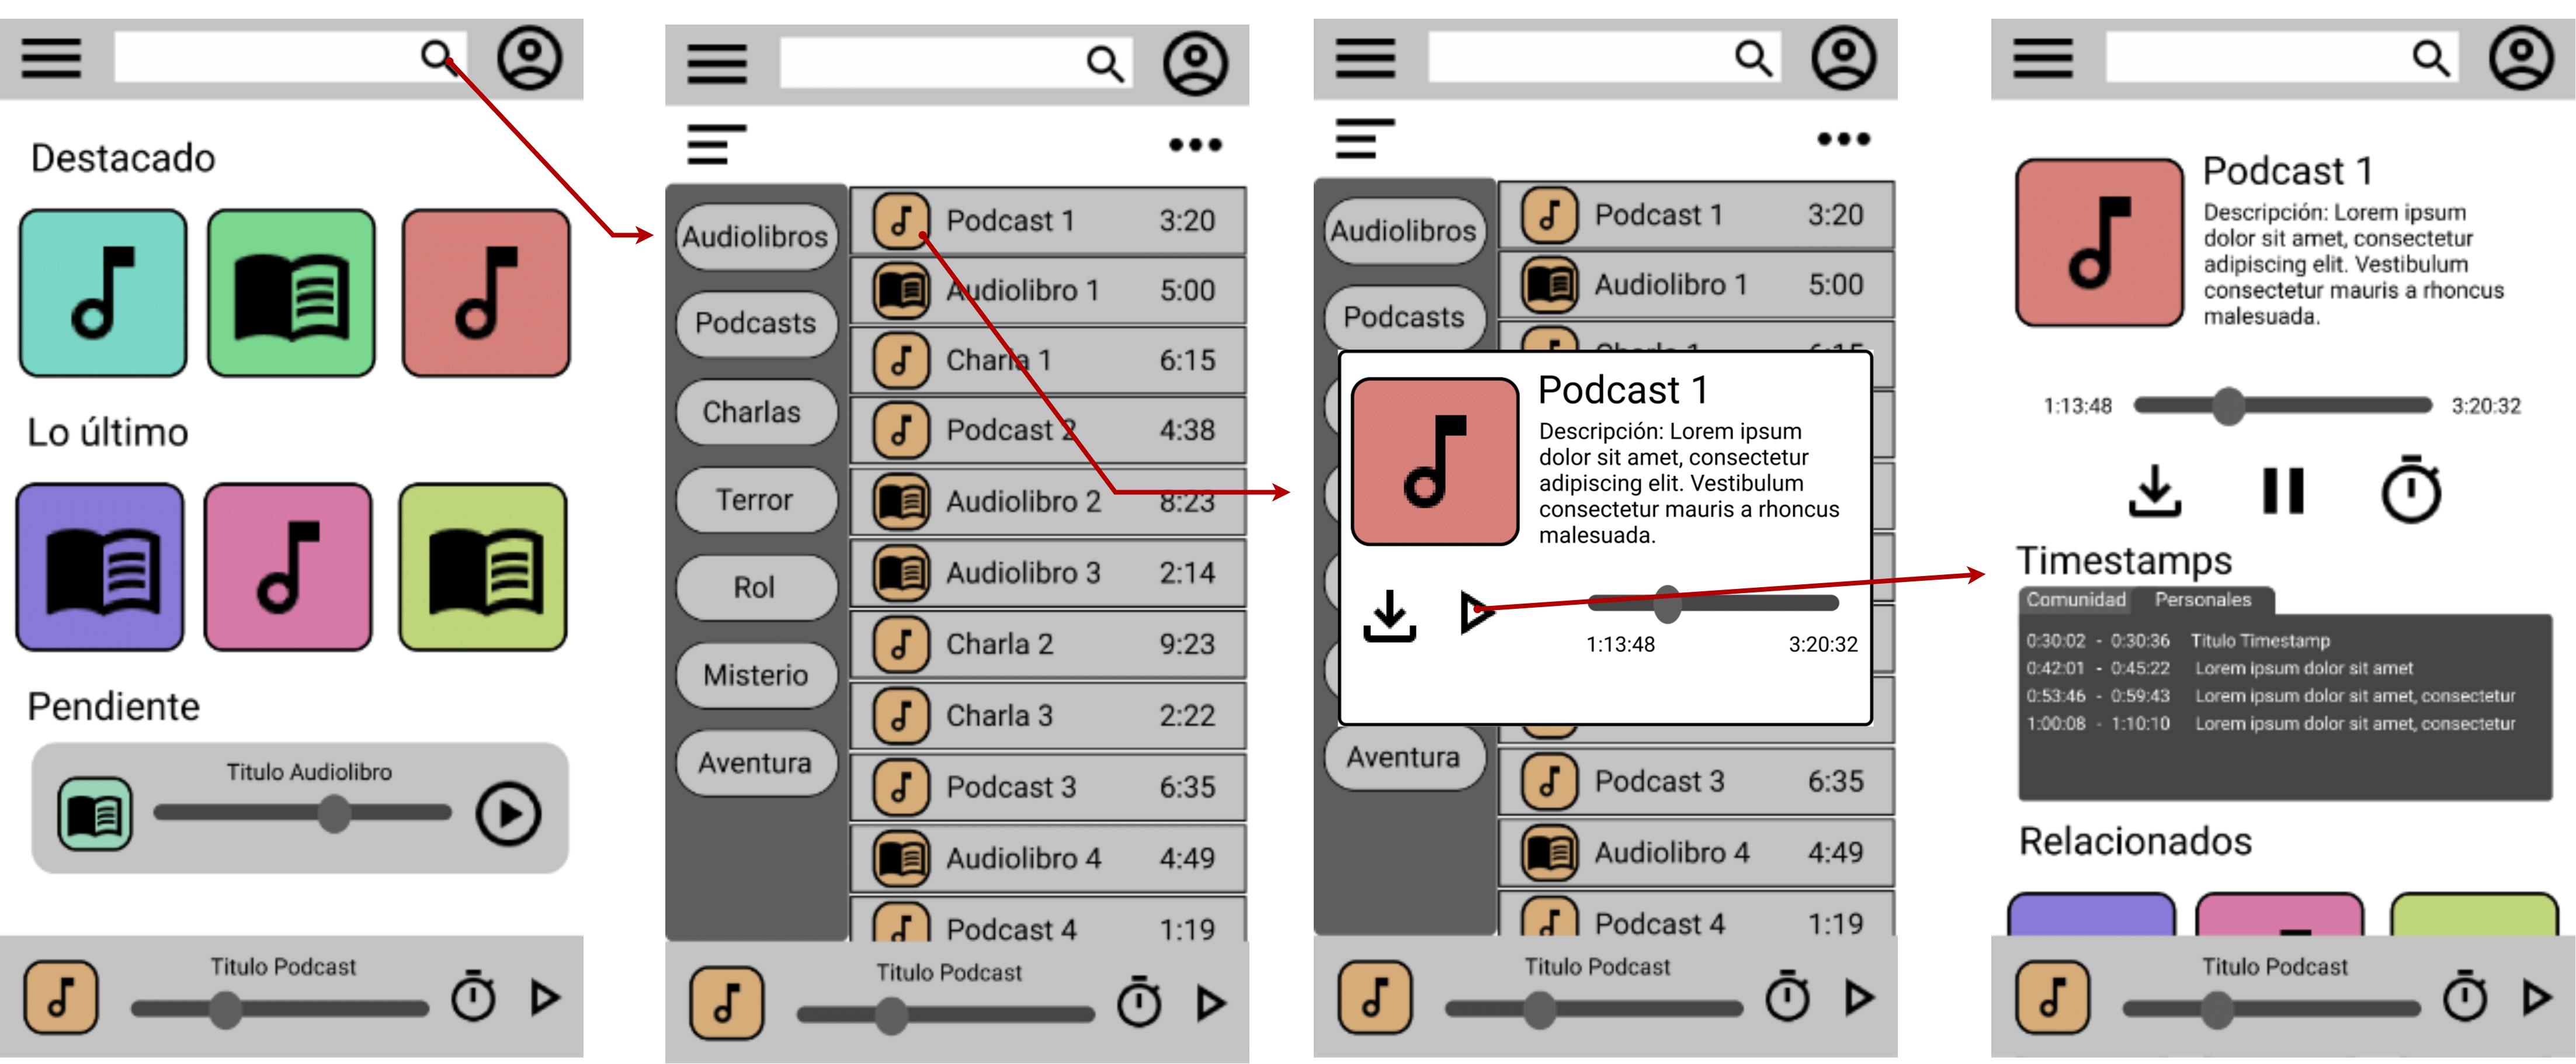 Destacado
Lo último
Pendiente
Titulo Audiolibro
Titulo Podcast
Audiolibros
Podcasts
Charlas
Terror
Rol
Misterio
Aventura
Podcast 1 3:20
Audiolibro 1 5:00
Charla 1 6:15
Podcast 2 4:38
Audiolibro 2 8:23
Audiolibro 3 2:14
Charla 2 9:23
Charla 3 2:22
Podcast 3 6:35
Audiolibro 4 4:49
Podcast 4 1:19
Titulo Podcast
Audiolibros
Podcasts
Aventura
Podcast 1 3:20
Audiolibro 1 5:00
Charla 1 6:15
Podcast 1
Descripción: Lorem ipsum
dolor sit amet, consectetur
adipiscing elit. Vestibulum
consectetur mauris a rhoncus
malesuada.
1:13:48 3:20:32
Podcast 3 6:35
Audiolibro 4 4:49
Podcast 4 1:19
Titulo Podcast
Podcast 1
Descripción: Lorem ipsum
dolor sit amet, consectetur
adipiscing elit. Vestibulum
consectetur mauris a rhoncus
malesuada.
1:13:48 3:20:32
Timestamps
Comunidad Personales
0:30:02 - 0:30:36 Titulo Timestamp
0:42:01 - 0:45:22 Lorem ipsum dolor sit amet
0:53:46 - 0:59:43 Lorem ipsum dolor sit amet, consectetur
1:00:08 - 1:10:10 Lorem ipsum dolor sit amet, consectetur
Relacionados
Titulo Podcast